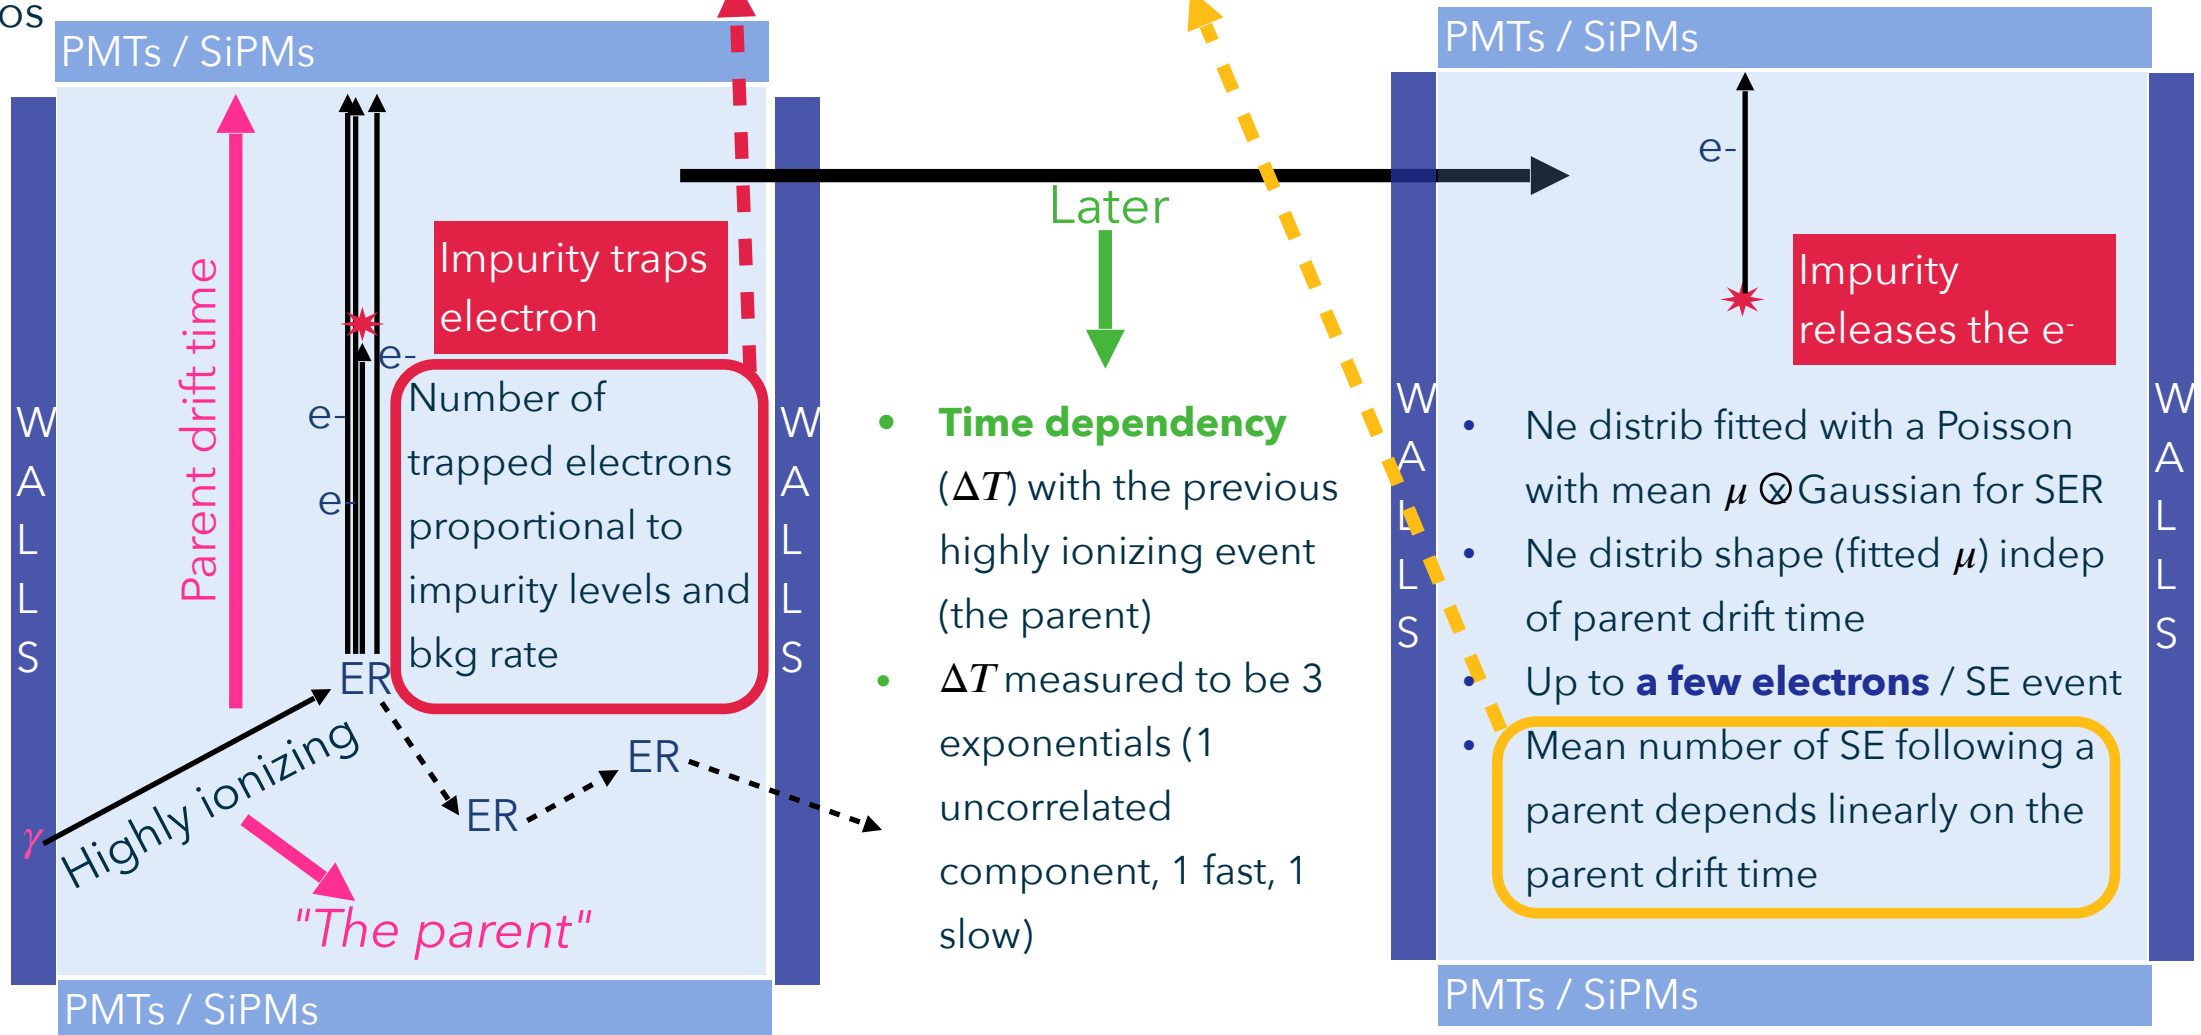 os
PMTs / SiPMs
Parent drift time
e-
e-
e-
Impurity traps
electron
Number of
trapped electrons
proportional to
impurity levels and
bkg rate
WALLS
WALLS
ER
ER
ER
γ
Highly ionizing
"The parent"
PMTs / SiPMs
Later
• Time dependency
(ΔT) with the previous
highly ionizing event
(the parent)
• ΔT measured to be 3
exponentials (1
uncorrelated
component, 1 fast, 1
slow)
PMTs / SiPMs
e-
Impurity
releases the e-
WALLS
WALLS
• Ne distrib fitted with a Poisson
with mean μ ⊗ Gaussian for SER
• Ne distrib shape (fitted μ) indep
of parent drift time
• Up to a few electrons / SE event
• Mean number of SE following a
parent depends linearly on the
parent drift time
PMTs / SiPMs